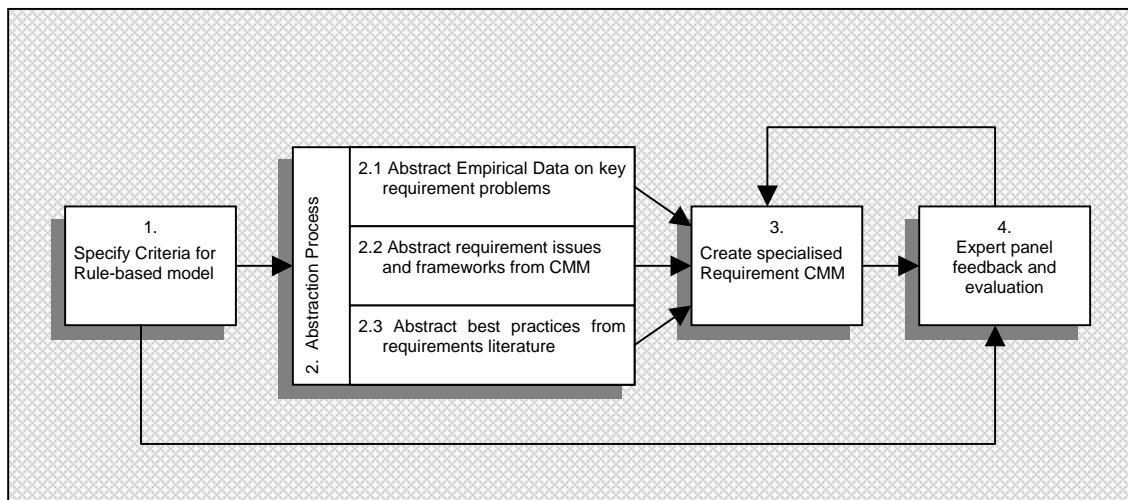 1.
Specify Criteria for
Rule-based model
2. Abstraction Process
2.1 Abstract Empirical Data on key
requirement problems
2.2 Abstract requirement issues
and frameworks from CMM
2.3 Abstract best practices from
requirements literature
3.
Create specialised
Requirement CMM
4.
Expert panel
feedback and
evaluation